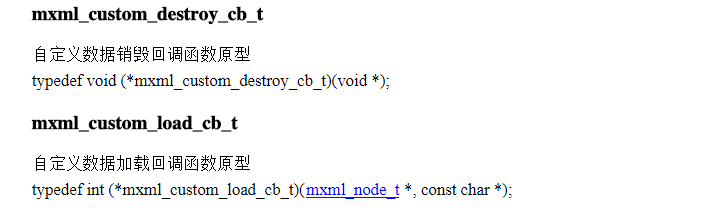 mxml_custom_destroy_cb_t
自定义数据销毁回调函数原型
typedef void (*mxml_custom_destroy_cb_t)(void *);
mxml_custom_load_cb_t
自定义数据加载回调函数原型
typedef int (*mxml_custom_load_cb_t)(mxml_node_t *, const char *);